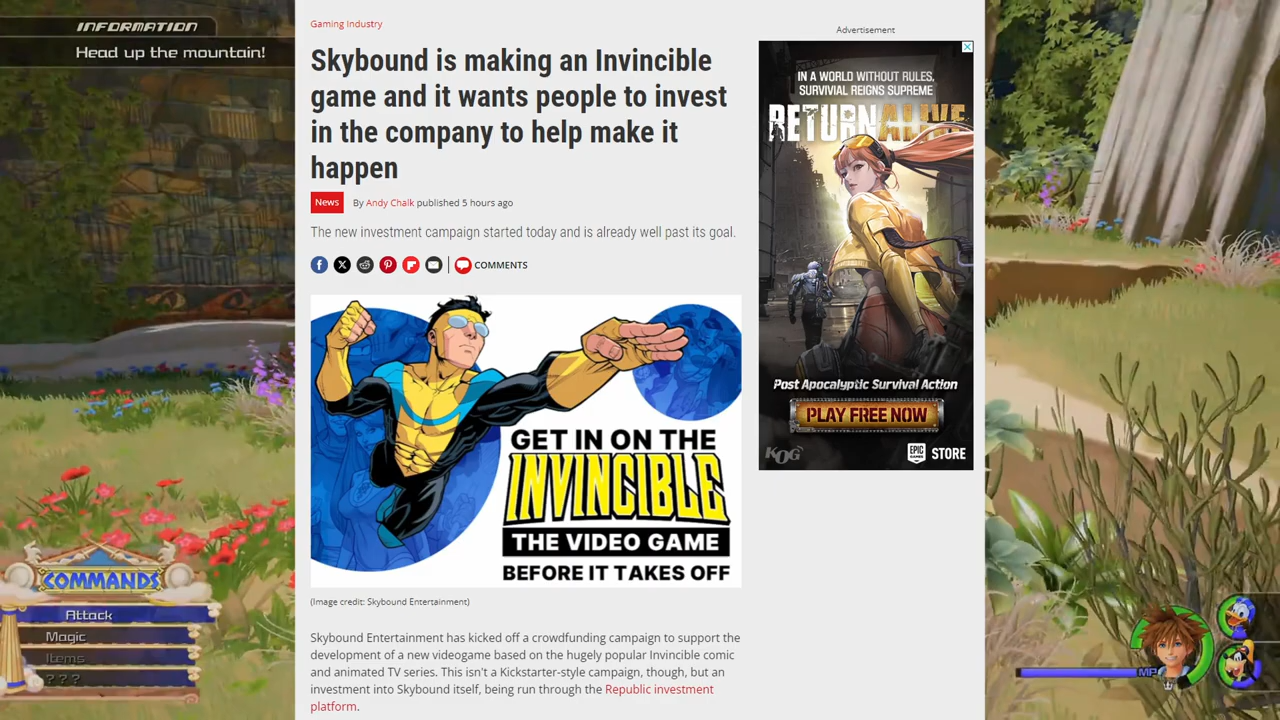 INFORMATION
Head up the mountain!
Gaming Industry
Skybound is making an Invincible
game and it wants people to invest
in the company to help make it
happen
News By Andy Chalk published 5 hours ago
The new investment campaign started today and is already well past its goal.
COMMENTS
GET IN ON THE
INVINCIBLE
THE VIDEO GAME
BEFORE IT TAKES OFF
(Image credit: Skybound Entertainment)
Skybound Entertainment has kicked off a crowdfunding campaign to support the
development of a new videogame based on the hugely popular Invincible comic
and animated TV series. This isn't a Kickstarter-style campaign, though, but an
investment into Skybound itself, being run through the Republic investment
platform.
Advertisement
IN A WORLD WITHOUT RULES,
SURVIVIAL REIGNS SUPREME
RETURNALIVE
Post Apocalyptic Survival Action
PLAY FREE NOW
KOG
EPIC GAMES STORE
COMMANDS
Attack
Magic
Items
? ? ?
MP